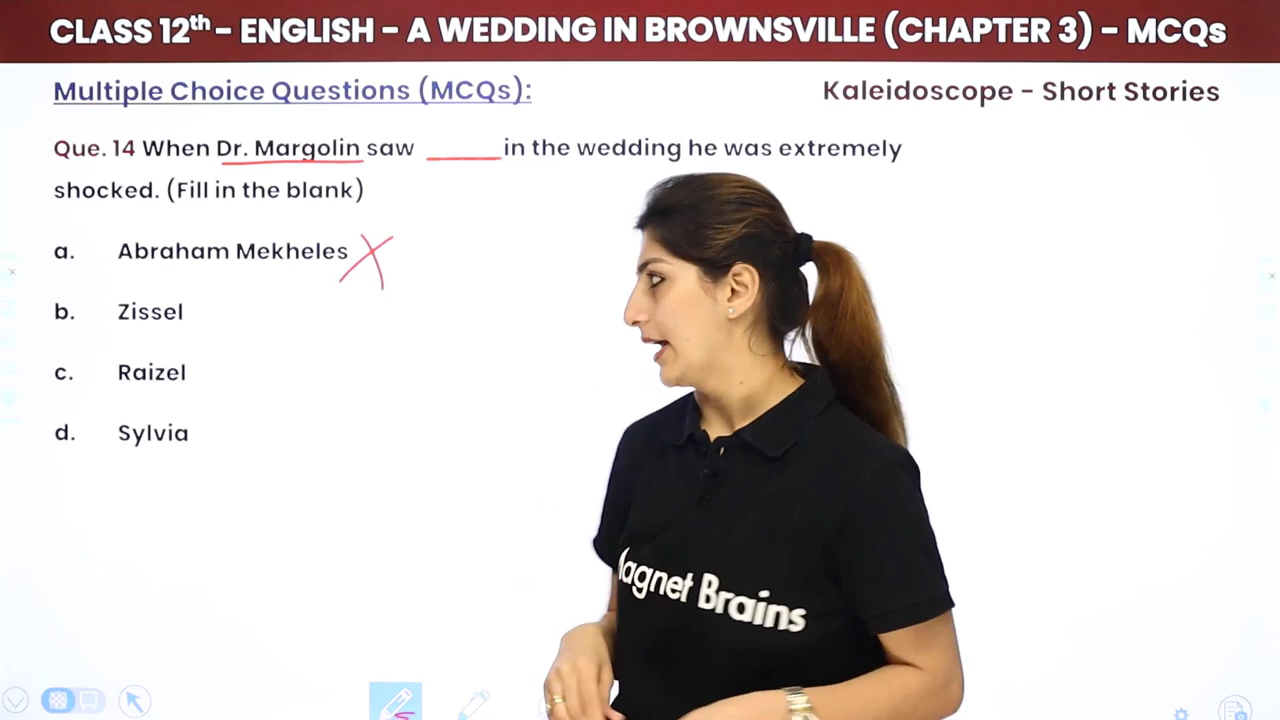 CLASS 12th – ENGLISH – A WEDDING IN BROWNSVILLE (CHAPTER 3) – MCQs
Multiple Choice Questions (MCQs):
Kaleidoscope - Short Stories
Que. 14 When Dr. Margolin saw ______ in the wedding he was extremely
shocked. (Fill in the blank)
a. Abraham Mekheles
b. Zissel
c. Raizel
d. Sylvia
Magnet Brains